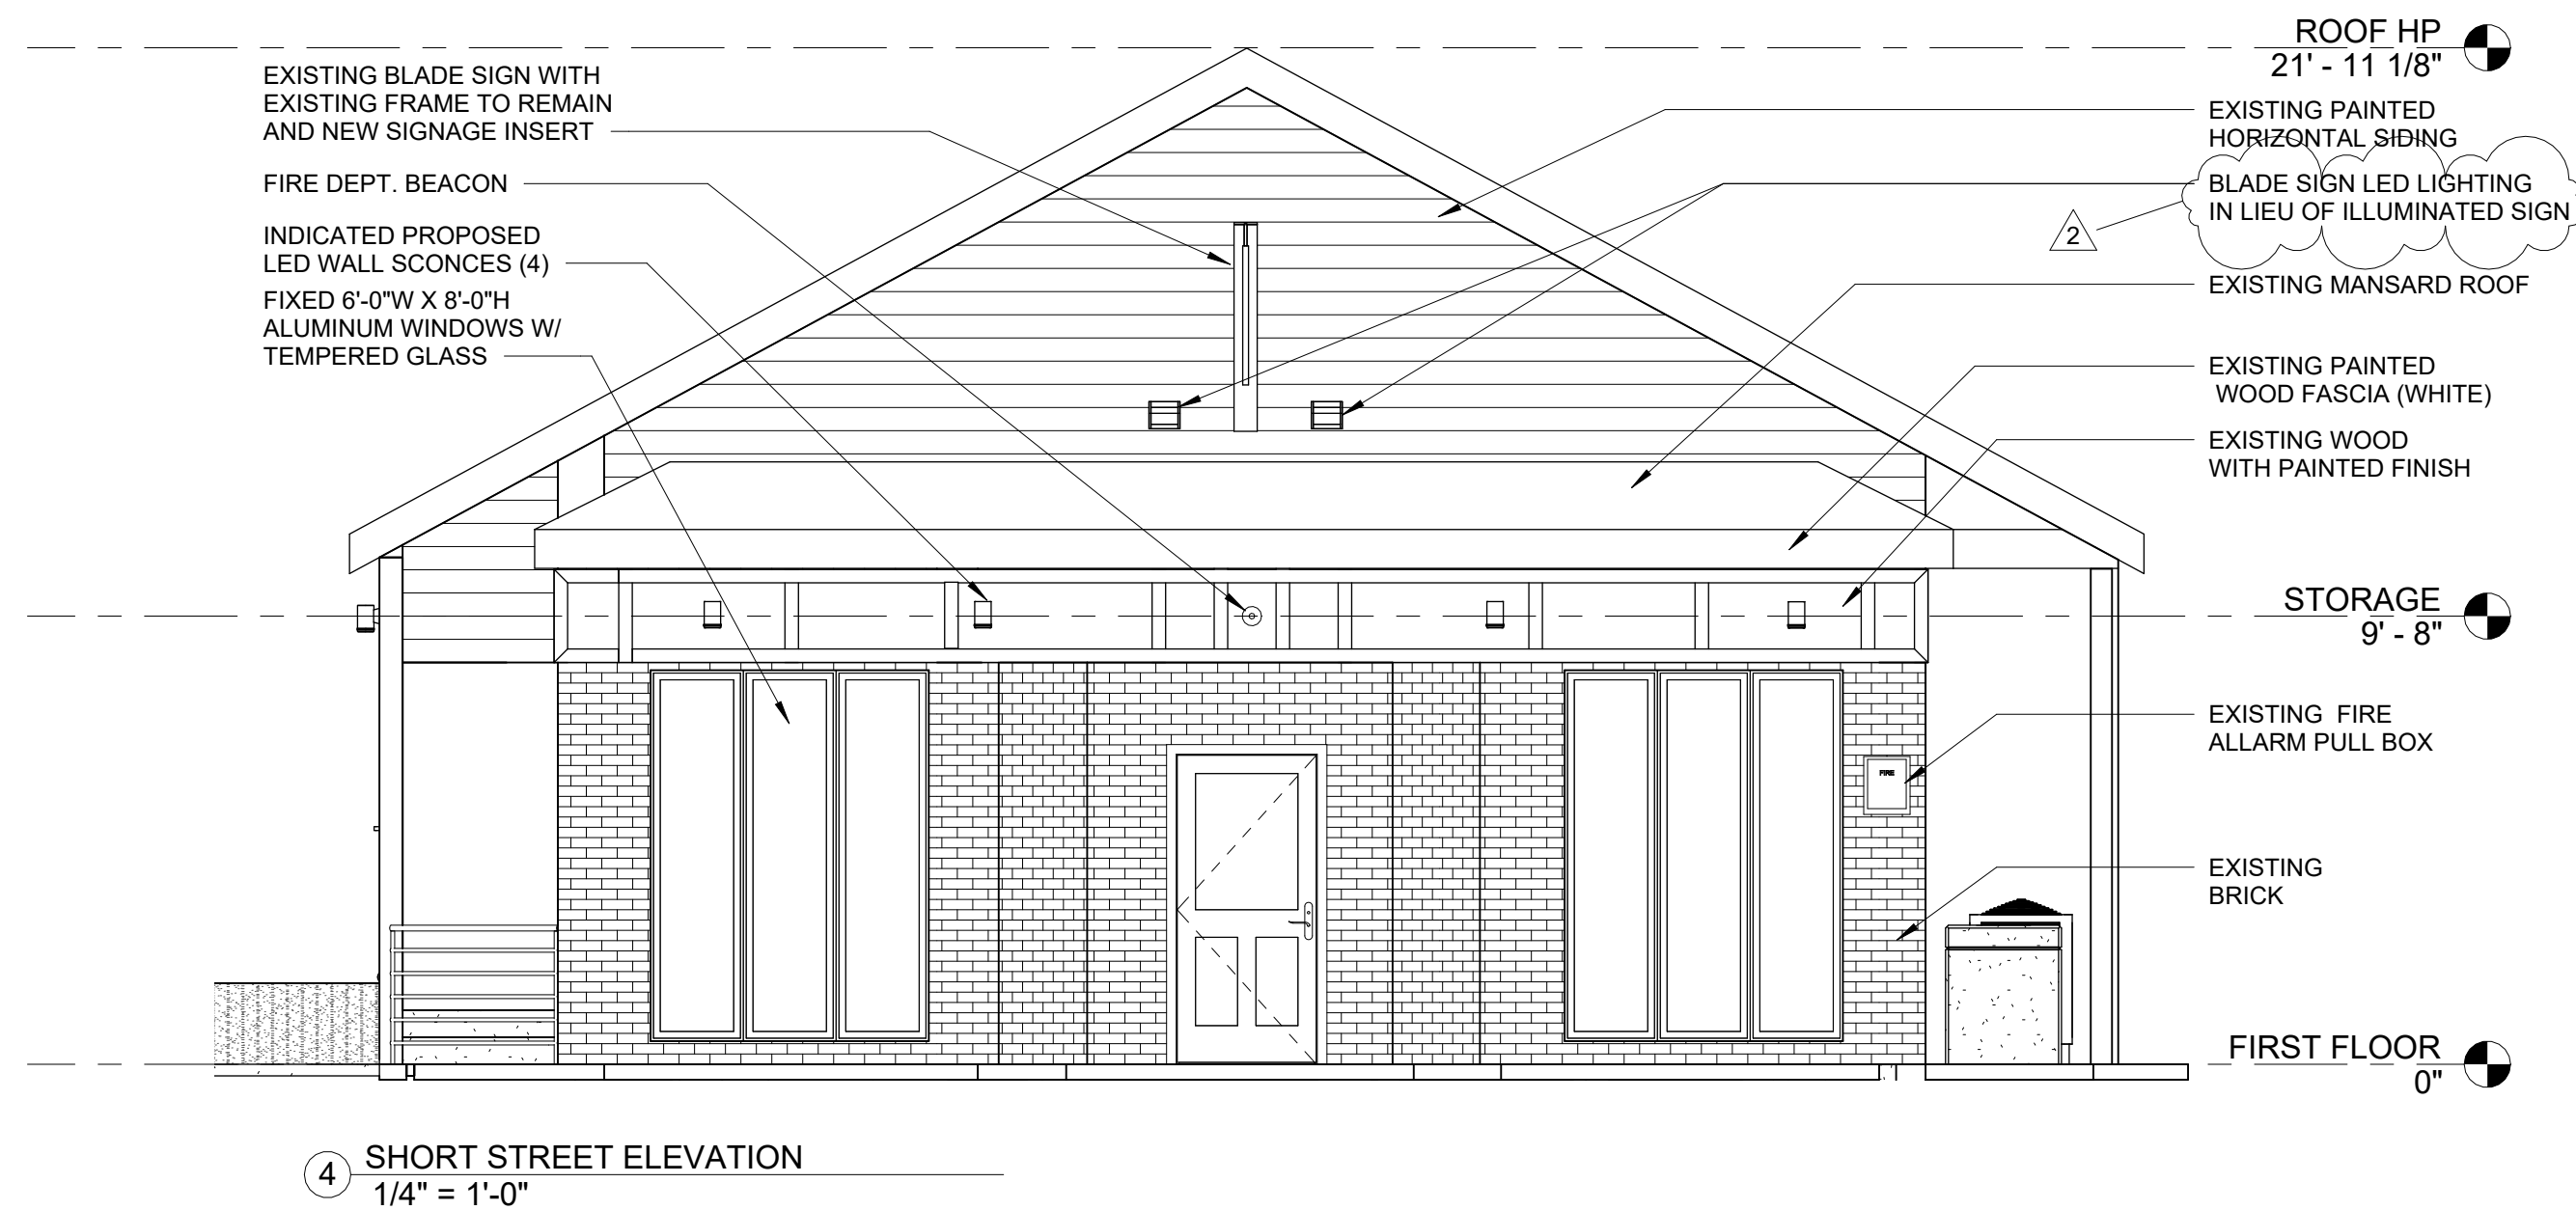 ROOF HP
21' - 11 1/8"
EXISTING BLADE SIGN WITH
EXISTING FRAME TO REMAIN
AND NEW SIGNAGE INSERT
FIRE DEPT. BEACON
INDICATED PROPOSED
LED WALL SCONCES (4)
FIXED 6'-0"W X 8'-0"H
ALUMINUM WINDOWS W/
TEMPERED GLASS
EXISTING PAINTED
HORIZONTAL SIDING
BLADE SIGN LED LIGHTING
IN LIEU OF ILLUMINATED SIGN
2
EXISTING MANSARD ROOF
EXISTING PAINTED
WOOD FASCIA (WHITE)
EXISTING WOOD
WITH PAINTED FINISH
STORAGE
9' - 8"
EXISTING FIRE
ALLARM PULL BOX
FIRE
EXISTING
BRICK
FIRST FLOOR
0"
4 SHORT STREET ELEVATION
1/4" = 1'-0"